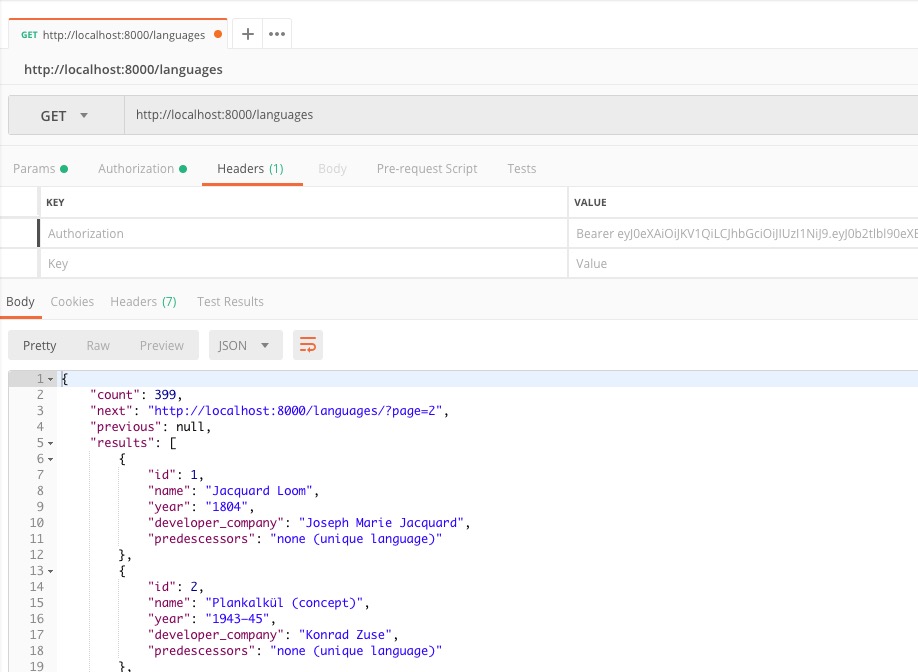 GET http://localhost:8000/languages
http://localhost:8000/languages
GET http://localhost:8000/languages
Params Authorization Headers (1) Body Pre-request Script Tests
KEY VALUE
Authorization Bearer
Key Value
Body Cookies Headers (7) Test Results
Pretty Raw Preview JSON
1 {
2 "count": 399,
3 "next": "http://localhost:8000/languages/?page=2",
4 "previous": null,
5 "results": [
6 {
7 "id": 1,
8 "name": "Jacquard Loom",
9 "year": "1804",
10 "developer_company": "Joseph Marie Jacquard",
11 "predescessors": "none (unique language)"
12 },
13 {
14 "id": 2,
15 "name": "Plankalkül (concept)",
16 "year": "1943–45",
17 "developer_company": "Konrad Zuse",
18 "predescessors": "none (unique language)"
19 },